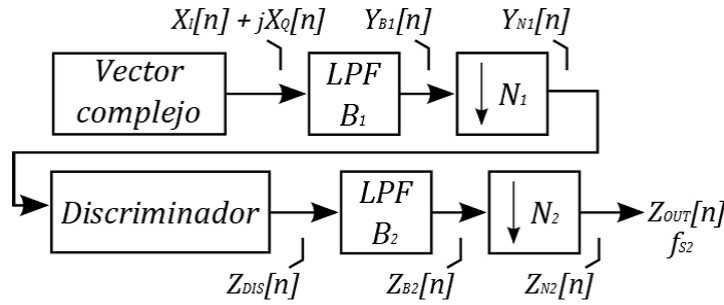 X_I[n] + jX_Q[n]
Y_B1[n]
Y_N1[n]
Vector
complejo
LPF
B_1
↓ N_1
Discriminador
LPF
B_2
↓ N_2
Z_OUT[n]
f_S2
Z_DIS[n]
Z_B2[n]
Z_N2[n]